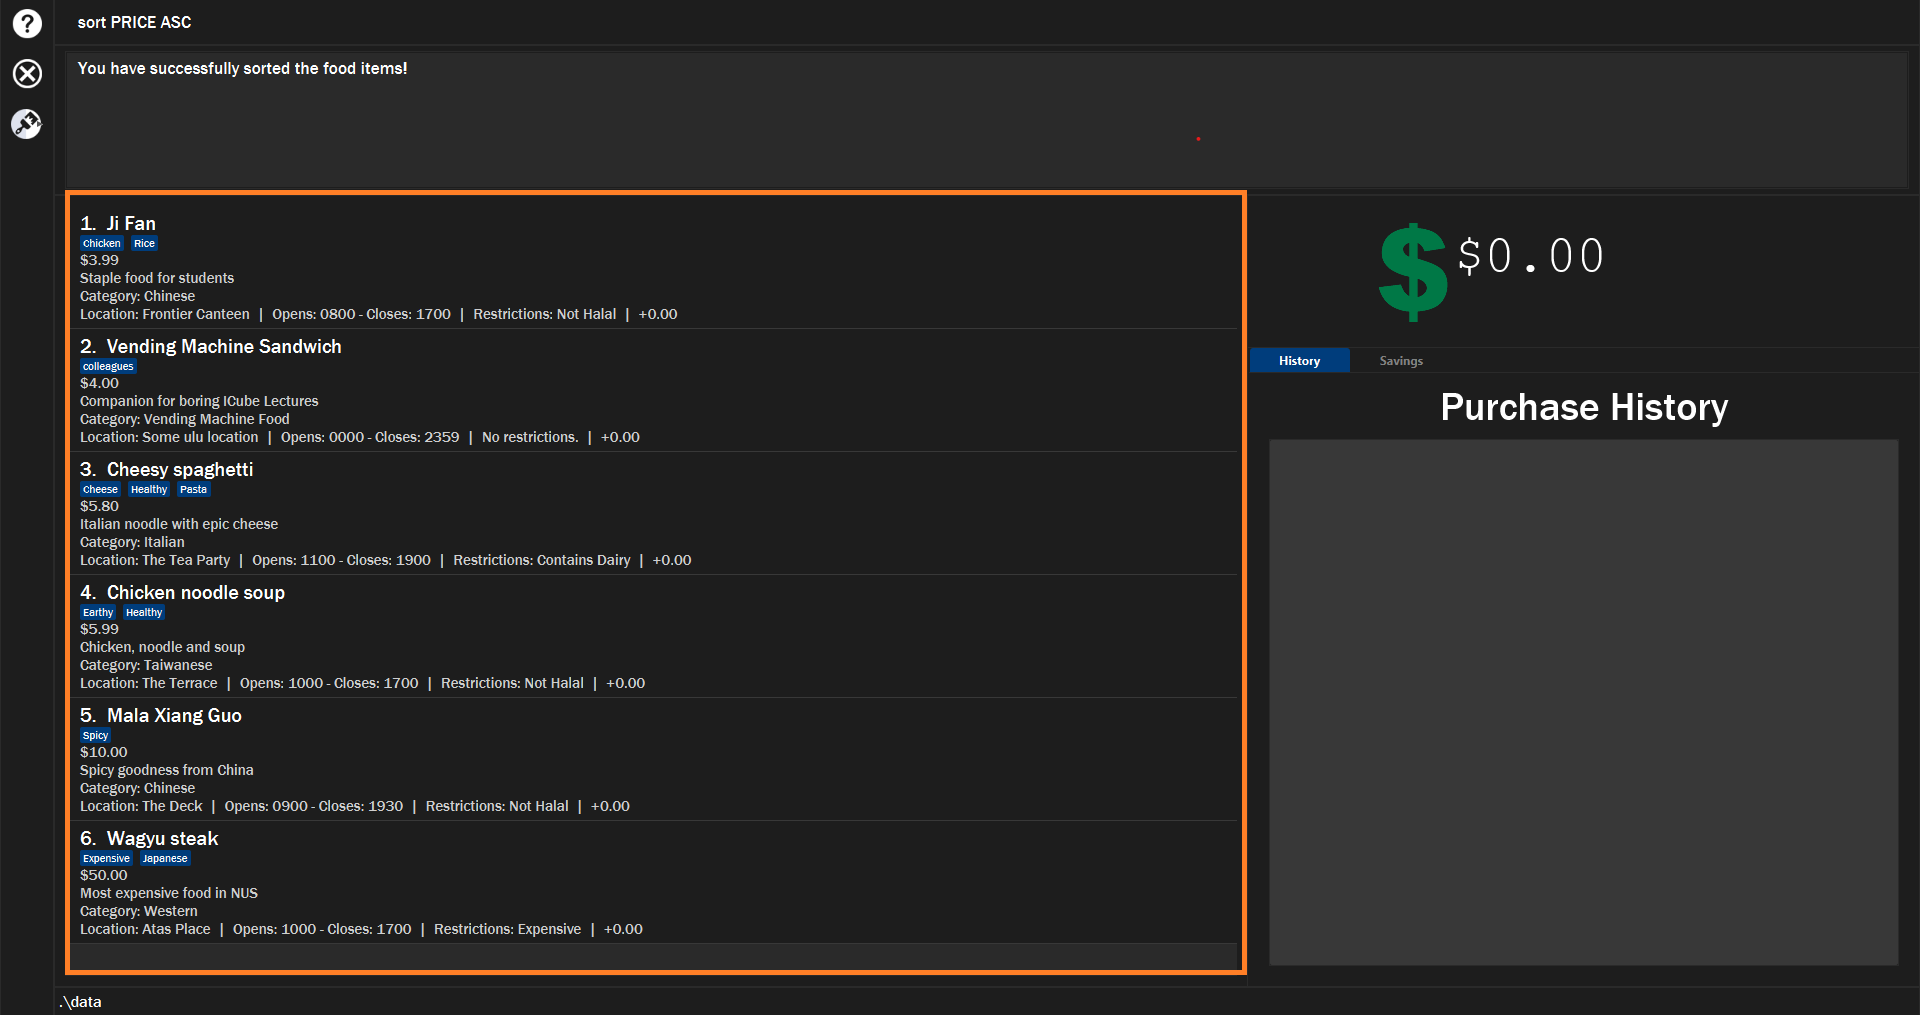 ?
sort PRICE ASC
You have successfully sorted the food items!
1. Ji Fan
Chicken Rice
$3.99
Staple food for students
Category: Chinese
Location: Frontier Canteen | Opens: 0800 - Closes: 1700 | Restrictions: Not Halal | +0.00
2. Vending Machine Sandwich
colleagues
$4.00
Companion for boring ICube Lectures
Category: Vending Machine Food
Location: Some ulu location | Opens: 0000 - Closes: 2359 | No restrictions. | +0.00
3. Cheesy spaghetti
Cheese Healthy Pasta
$5.80
Italian noodle with epic cheese
Category: Italian
Location: The Tea Party | Opens: 1100 - Closes: 1900 | Restrictions: Contains Dairy | +0.00
4. Chicken noodle soup
Earthy Healthy
$5.99
Chicken, noodle and soup
Category: Taiwanese
Location: The Terrace | Opens: 1000 - Closes: 1700 | Restrictions: Not Halal | +0.00
5. Mala Xiang Guo
Spicy
$10.00
Spicy goodness from China
Category: Chinese
Location: The Deck | Opens: 0900 - Closes: 1930 | Restrictions: Not Halal | +0.00
6. Wagyu steak
Expensive Japanese
$50.00
Most expensive food in NUS
Category: Western
Location: Atas Place | Opens: 1000 - Closes: 1700 | Restrictions: Expensive | +0.00
$ $0.00
History Savings
Purchase History
.\data